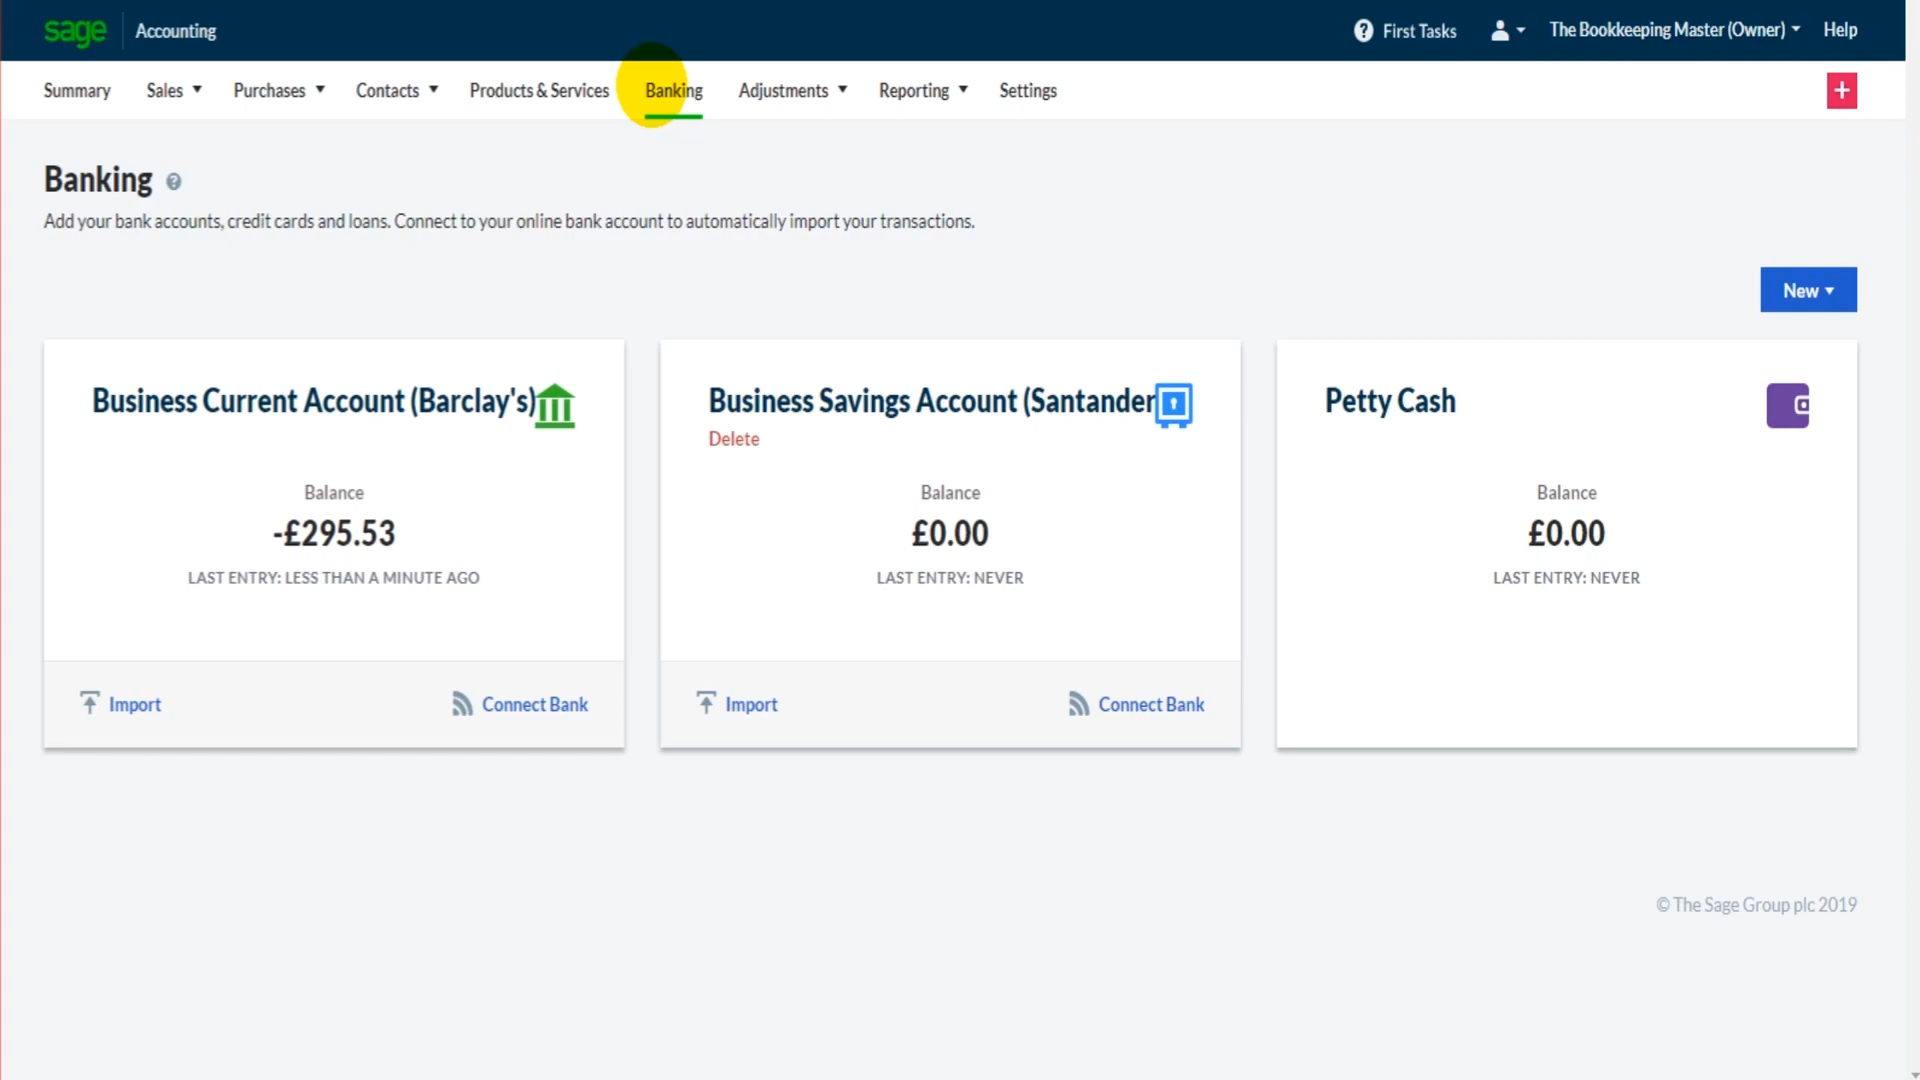 sage Accounting First Tasks The Bookkeeping Master (Owner) Help
Summary Sales Purchases Contacts Products & Services Banking Adjustments Reporting Settings
Banking
Add your bank accounts, credit cards and loans. Connect to your online bank account to automatically import your transactions.
New
Business Current Account (Barclay's)
Balance
-£295.53
LAST ENTRY: LESS THAN A MINUTE AGO
Import Connect Bank
Business Savings Account (Santander
Delete
Balance
£0.00
LAST ENTRY: NEVER
Import Connect Bank
Petty Cash
Balance
£0.00
LAST ENTRY: NEVER
© The Sage Group plc 2019